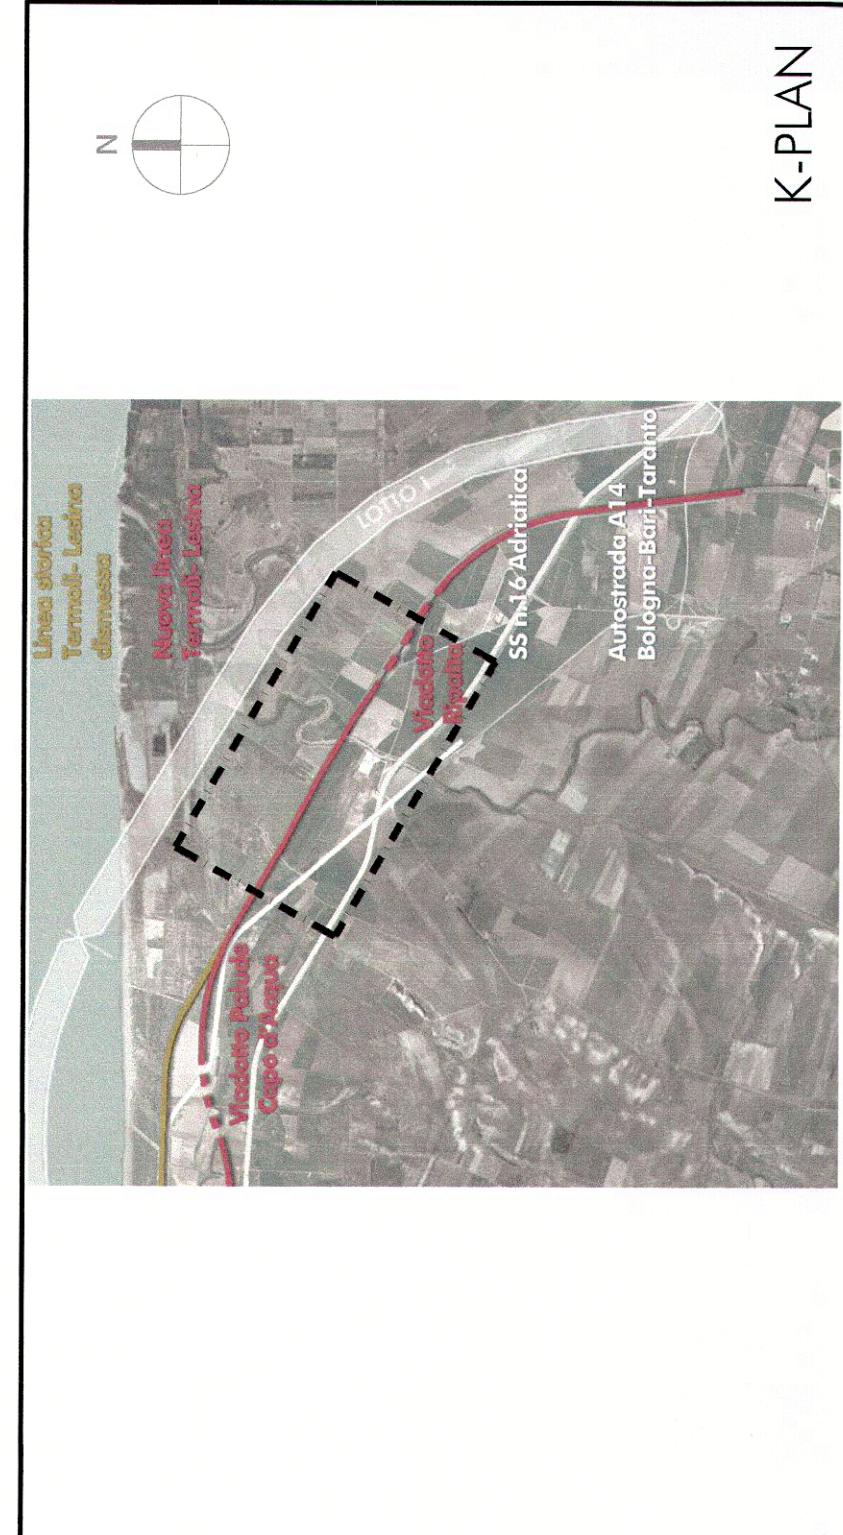 N
K-PLAN
Linea storica
Termoli- Lesina
dismessa
Nuova linea
Termoli- Lesina
LOTTO 1
Viadotto
Ripalta
SS n.16 Adriatica
Autostrada A14
Bologna-Bari-Taranto
Viadotto Palude
Capo d'Acqua